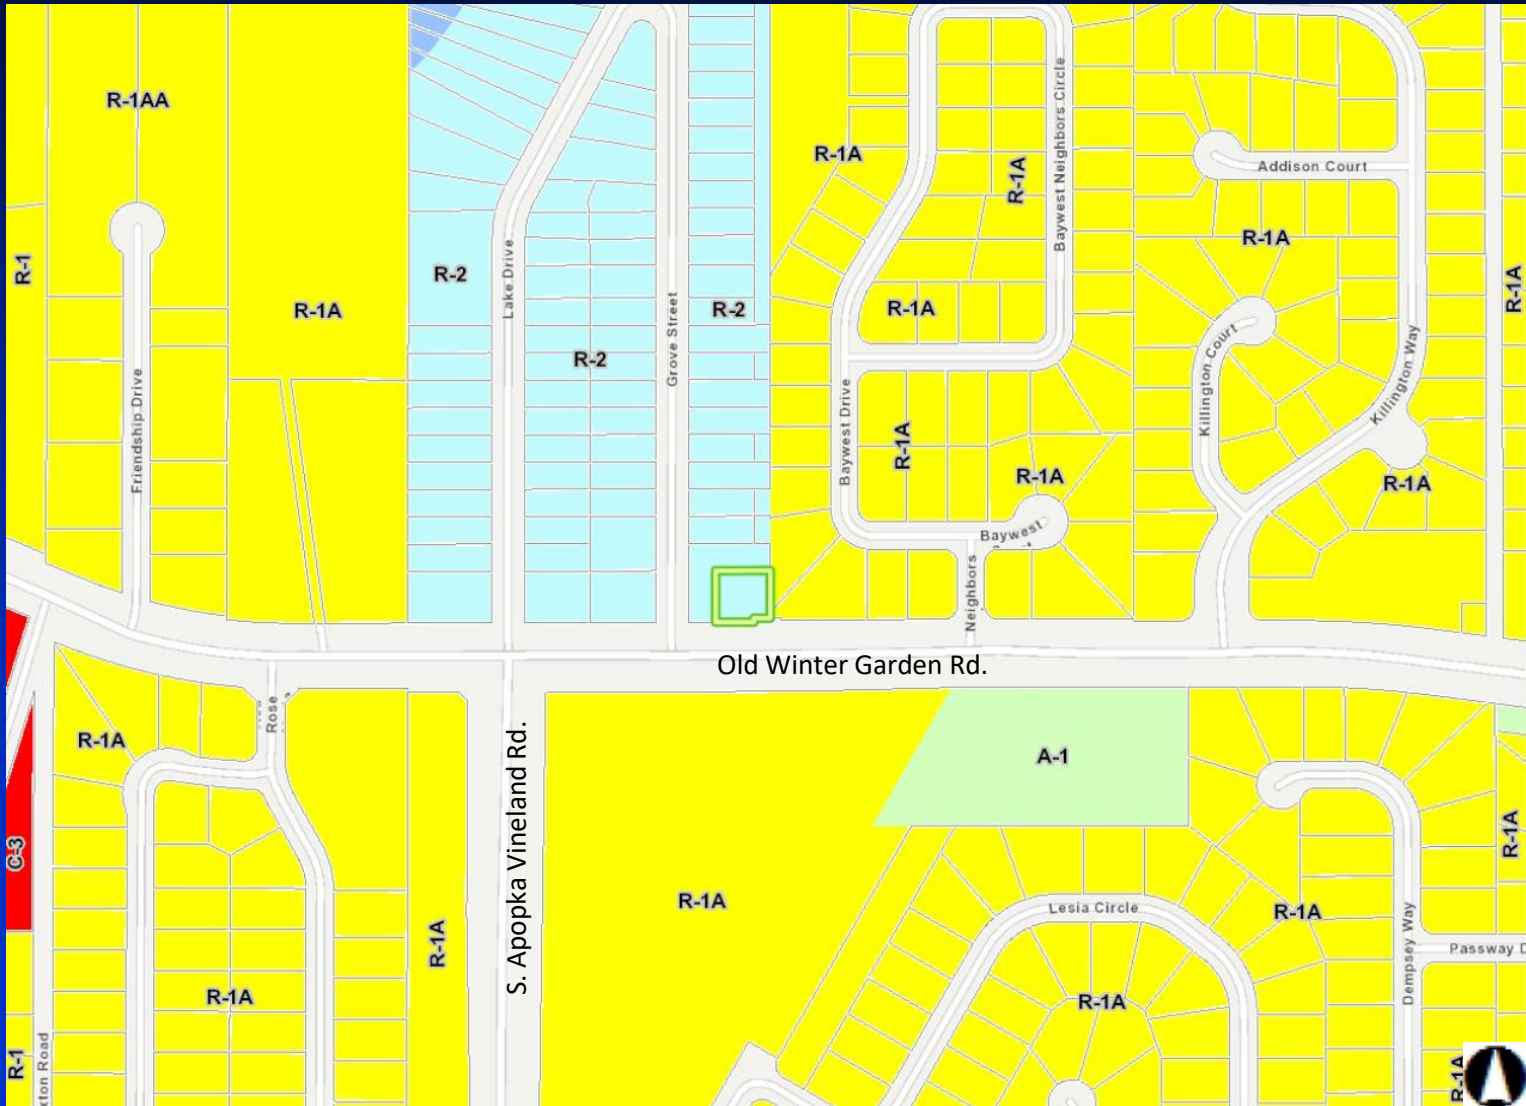 R-1AA
R-1A
R-1A
Addison Court
Baywest Neighbors Circle
R-1A
R-1
R-2
Lake Drive
R-1A
R-1A
R-2
R-1A
R-1A
Grove Street
R-2
Killington Court
Killington Way
Friendship Drive
Baywest Drive
R-1A
R-1A
R-1A
Baywest
Neighbors
Old Winter Garden Rd.
Rose
R-1A
S. Apopka Vineland Rd.
A-1
C-3
R-1A
R-1A
R-1A
Lesia Circle
R-1A
R-1A
Dempsey Way
Passway D
R-1A
R-1A
R-1
xton Road
R-1A